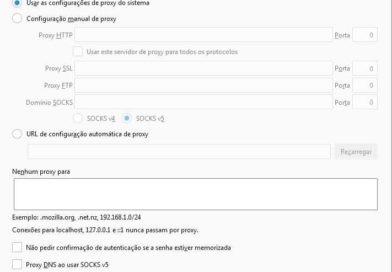 Usar as configurações de proxy do sistema
Configuração manual de proxy
Proxy HTTP Porta 0
Usar este servidor de proxy para todos os protocolos
Proxy SSL Porta 0
Proxy FTP Porta 0
Domínio SOCKS Porta 0
SOCKS v4 SOCKS v5
URL de configuração automática de proxy
Recarregar
Nenhum proxy para
Exemplo: .mozilla.org, .net.nz, 192.168.1.0/24
Conexões para localhost, 127.0.0.1 e ::1 nunca passam por proxy.
Não pedir confirmação de autenticação se a senha estiver memorizada
Proxy DNS ao usar SOCKS v5